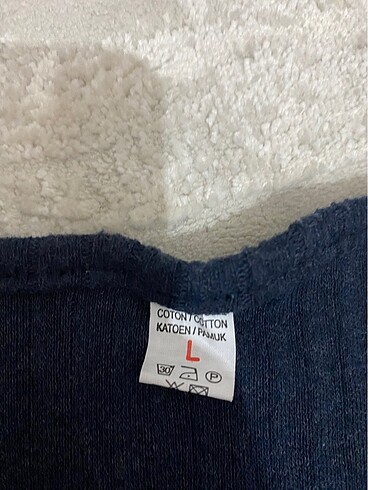 COTON / COTTON
KATOEN / PAMUK
L
30 P